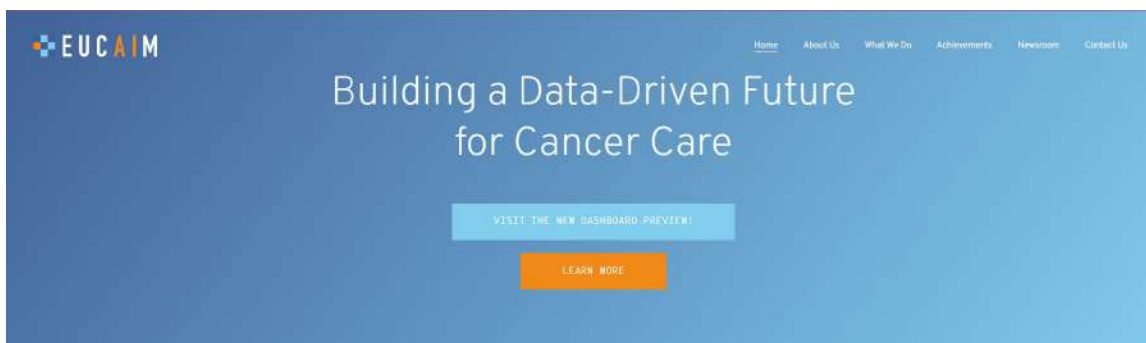 EUCAIM
Home About Us What We Do Achievements Newsroom Contact Us
Building a Data-Driven Future
for Cancer Care
VISIT THE NEW DASHBOARD PREVIEW!
LEARN MORE